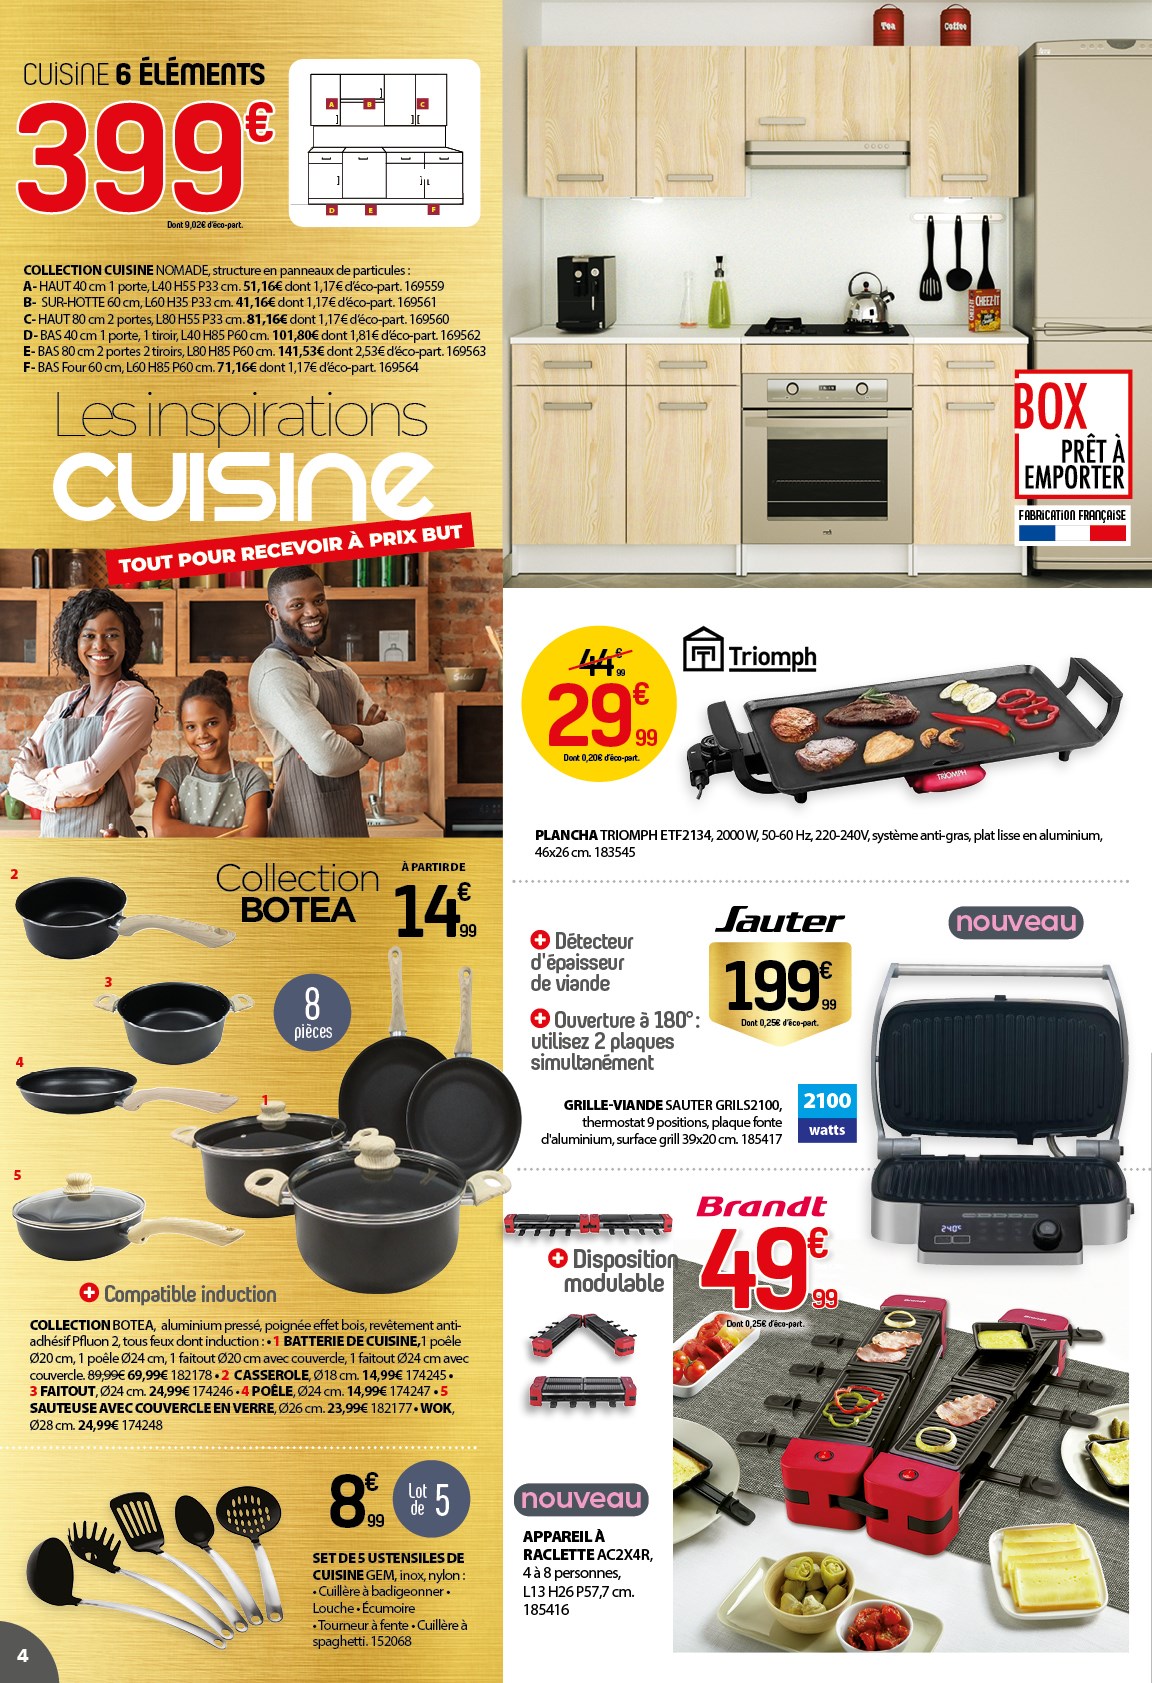 CUISINE 6 ÉLÉMENTS
399€
Dont 9,02€ d'éco-part.
A B C
D E F
COLLECTION CUISINE NOMADE, structure en panneaux de particules :
A- HAUT 40 cm 1 porte, L40 H55 P33 cm. 51,16€ dont 1,17€ d'éco-part. 169559
B- SUR-HOTTE 60 cm, L60 H35 P33 cm. 41,16€ dont 1,17€ d'éco-part. 169561
C- HAUT 80 cm 2 portes, L80 H55 P33 cm. 81,16€ dont 1,17€ d'éco-part. 169560
D- BAS 40 cm 1 porte, 1 tiroir, L40 H85 P60 cm. 101,80€ dont 1,81€ d'éco-part. 169562
E- BAS 80 cm 2 portes 2 tiroirs, L80 H85 P60 cm. 141,53€ dont 2,53€ d'éco-part. 169563
F- BAS Four 60 cm, L60 H85 P60 cm. 71,16€ dont 1,17€ d'éco-part. 169564
Tea
Coffee
CHEEZ-IT
BOX
PRÊT À
EMPORTER
FABRICATION FRANÇAISE
Les inspirations
CUISINE
TOUT POUR RECEVOIR À PRIX BUT
Salad
44€99
29€99
Dont 0,20€ d'éco-part.
Triomph
TRIOMPH
PLANCHA TRIOMPH ETF2134, 2000 W, 50-60 Hz, 220-240V, système anti-gras, plat lisse en aluminium,
46x26 cm. 183545
Collection
BOTEA
À PARTIR DE
14€99
2
3
4
5
1
8
pièces
+ Compatible induction
COLLECTION BOTEA, aluminium pressé, poignée effet bois, revêtement anti-
adhésif Pfluon 2, tous feux dont induction : • 1 BATTERIE DE CUISINE, 1 poêle
Ø20 cm, 1 poêle Ø24 cm, 1 faitout Ø20 cm avec couvercle, 1 faitout Ø24 cm avec
couvercle. 89,99€ 69,99€ 182178 • 2 CASSEROLE, Ø18 cm. 14,99€ 174245 •
3 FAITOUT, Ø24 cm. 24,99€ 174246 • 4 POÊLE, Ø24 cm. 14,99€ 174247 • 5
SAUTEUSE AVEC COUVERCLE EN VERRE, Ø26 cm. 23,99€ 182177 • WOK,
Ø28 cm. 24,99€ 174248
8€99
Lot
de 5
SET DE 5 USTENSILES DE
CUISINE GEM, inox, nylon :
• Cuillère à badigeonner •
Louche • Écumoire
• Tourneur à fente • Cuillère à
spaghetti. 152068
4
+ Détecteur
d'épaisseur
de viande
+ Ouverture à 180° :
utilisez 2 plaques
simultanément
Sauter
199€99
Dont 0,25€ d'éco-part.
nouveau
GRILLE-VIANDE SAUTER GRILS2100,
thermostat 9 positions, plaque fonte
d'aluminium, surface grill 39x20 cm. 185417
2100
watts
240°C
Brandt
49€99
Dont 0,25€ d'éco-part.
+ Disposition
modulable
nouveau
APPAREIL À
RACLETTE AC2X4R,
4 à 8 personnes,
L13 H26 P57,7 cm.
185416